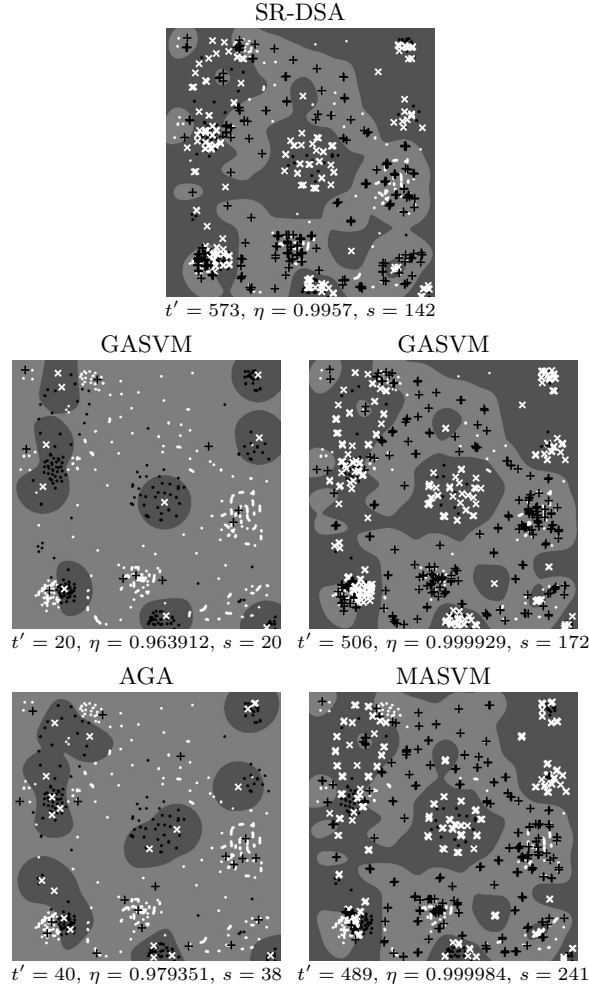 SR-DSA
t′ = 573, η = 0.9957, s = 142
GASVM GASVM
t′ = 20, η = 0.963912, s = 20 t′ = 506, η = 0.999929, s = 172
AGA MASVM
t′ = 40, η = 0.979351, s = 38 t′ = 489, η = 0.999984, s = 241